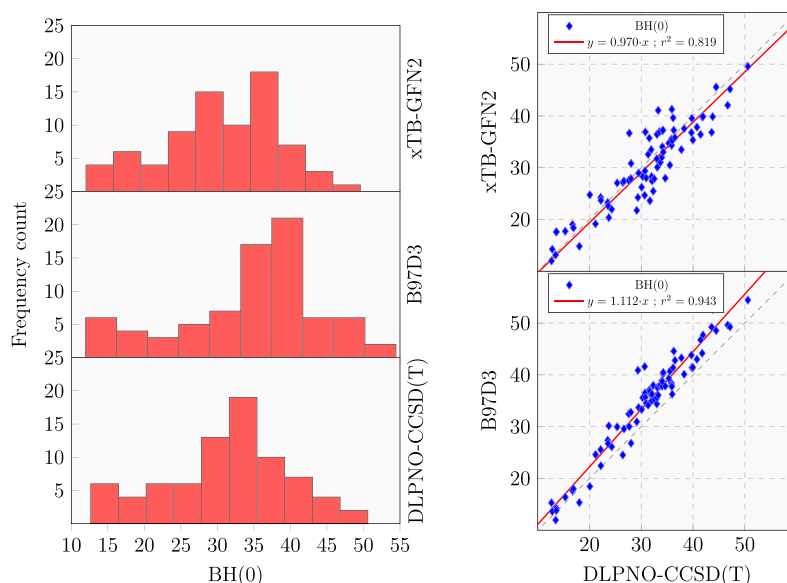 Frequency count
25
20
15
10
5
xTB-GFN2
25
20
15
10
5
B97D3
25
20
15
10
5
DLPNO-CCSD(T)
10 15 20 25 30 35 40 45 50 55
BH(0)
BH(0)
y = 0.970·x ; r² = 0.819
50
40
30
20
xTB-GFN2
BH(0)
y = 1.112·x ; r² = 0.943
50
40
30
20
B97D3
20 30 40 50
DLPNO-CCSD(T)